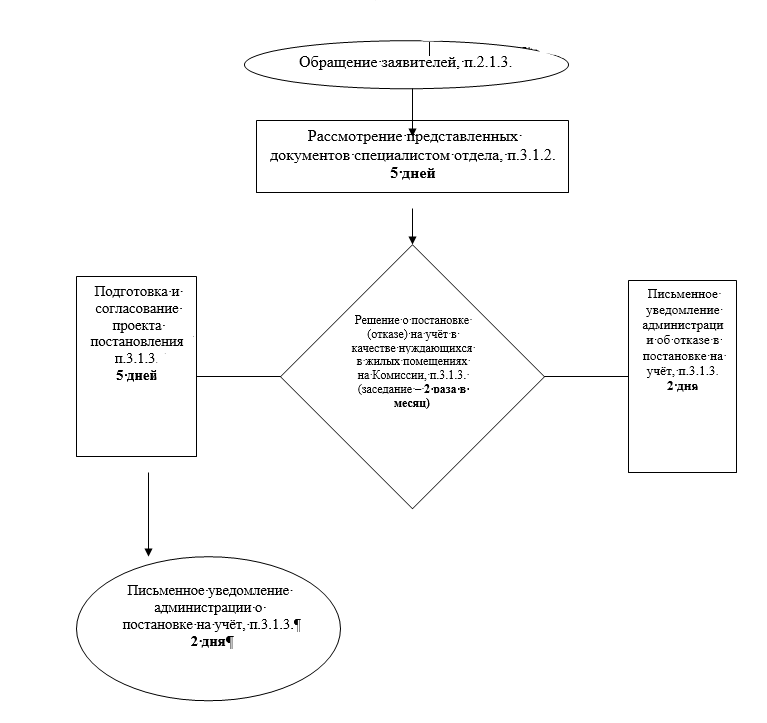 Обращение заявителей, п.2.1.3.
Рассмотрение представленных
документов специалистом отдела, п.3.1.2.
5 дней
Подготовка и
согласование
проекта
постановления
п.3.1.3.
5 дней
Решение о постановке
(отказе) на учёт в
качестве нуждающихся
в жилых помещениях
на Комиссии, п.3.1.3.
(заседание – 2 раза в
месяц)
Письменное
уведомление
администраци
и об отказе в
постановке на
учёт, п.3.1.3.
2 дня
Письменное уведомление
администрации о
постановке на учёт, п.3.1.3.¶
2 дня¶